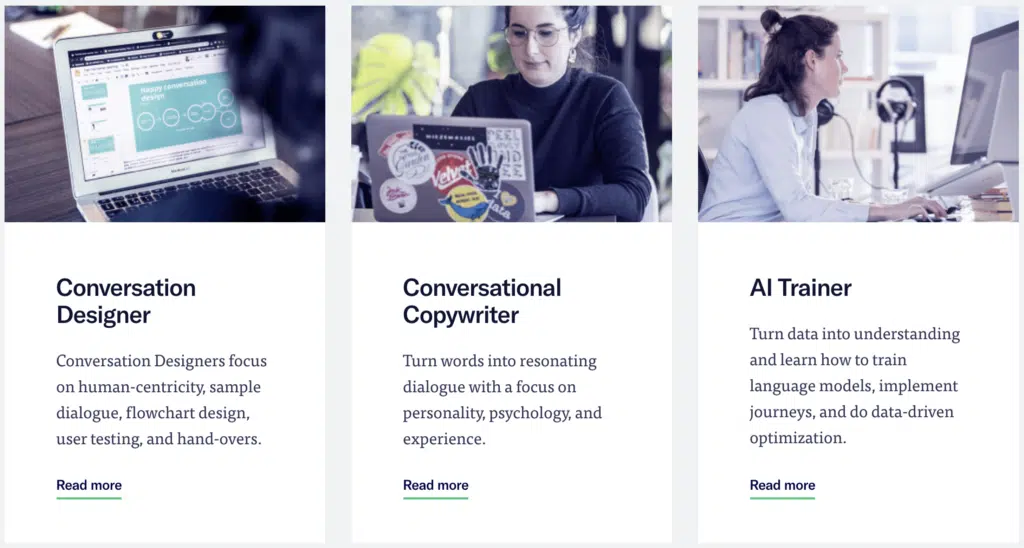 Happy conversation
design
Velvet
data
Conversation
Designer
Conversation Designers focus
on human-centricity, sample
dialogue, flowchart design,
user testing, and hand-overs.
Read more
Conversational
Copywriter
Turn words into resonating
dialogue with a focus on
personality, psychology, and
experience.
Read more
AI Trainer
Turn data into understanding
and learn how to train
language models, implement
journeys, and do data-driven
optimization.
Read more